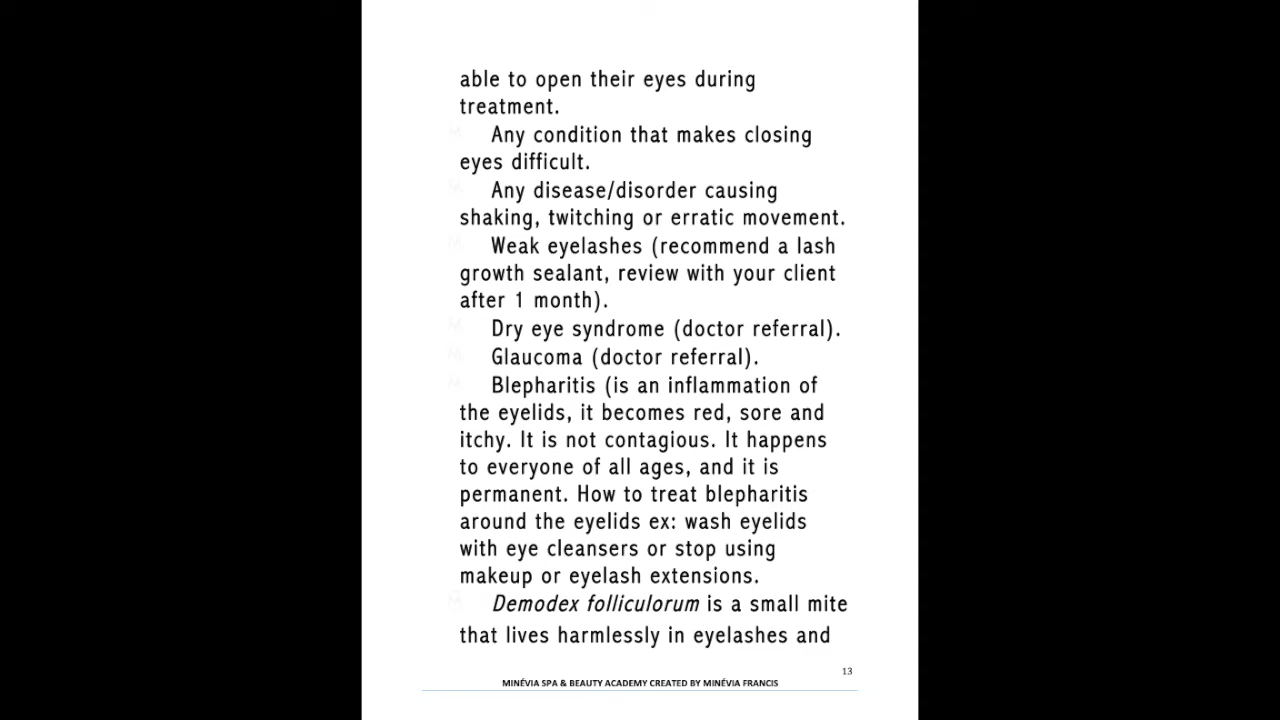 able to open their eyes during
treatment.
Any condition that makes closing
eyes difficult.
Any disease/disorder causing
shaking, twitching or erratic movement.
Weak eyelashes (recommend a lash
growth sealant, review with your client
after 1 month).
Dry eye syndrome (doctor referral).
Glaucoma (doctor referral).
Blepharitis (is an inflammation of
the eyelids, it becomes red, sore and
itchy. It is not contagious. It happens
to everyone of all ages, and it is
permanent. How to treat blepharitis
around the eyelids ex: wash eyelids
with eye cleansers or stop using
makeup or eyelash extensions.
Demodex folliculorum is a small mite
that lives harmlessly in eyelashes and
13
MINÉVIA SPA & BEAUTY ACADEMY CREATED BY MINÉVIA FRANCIS